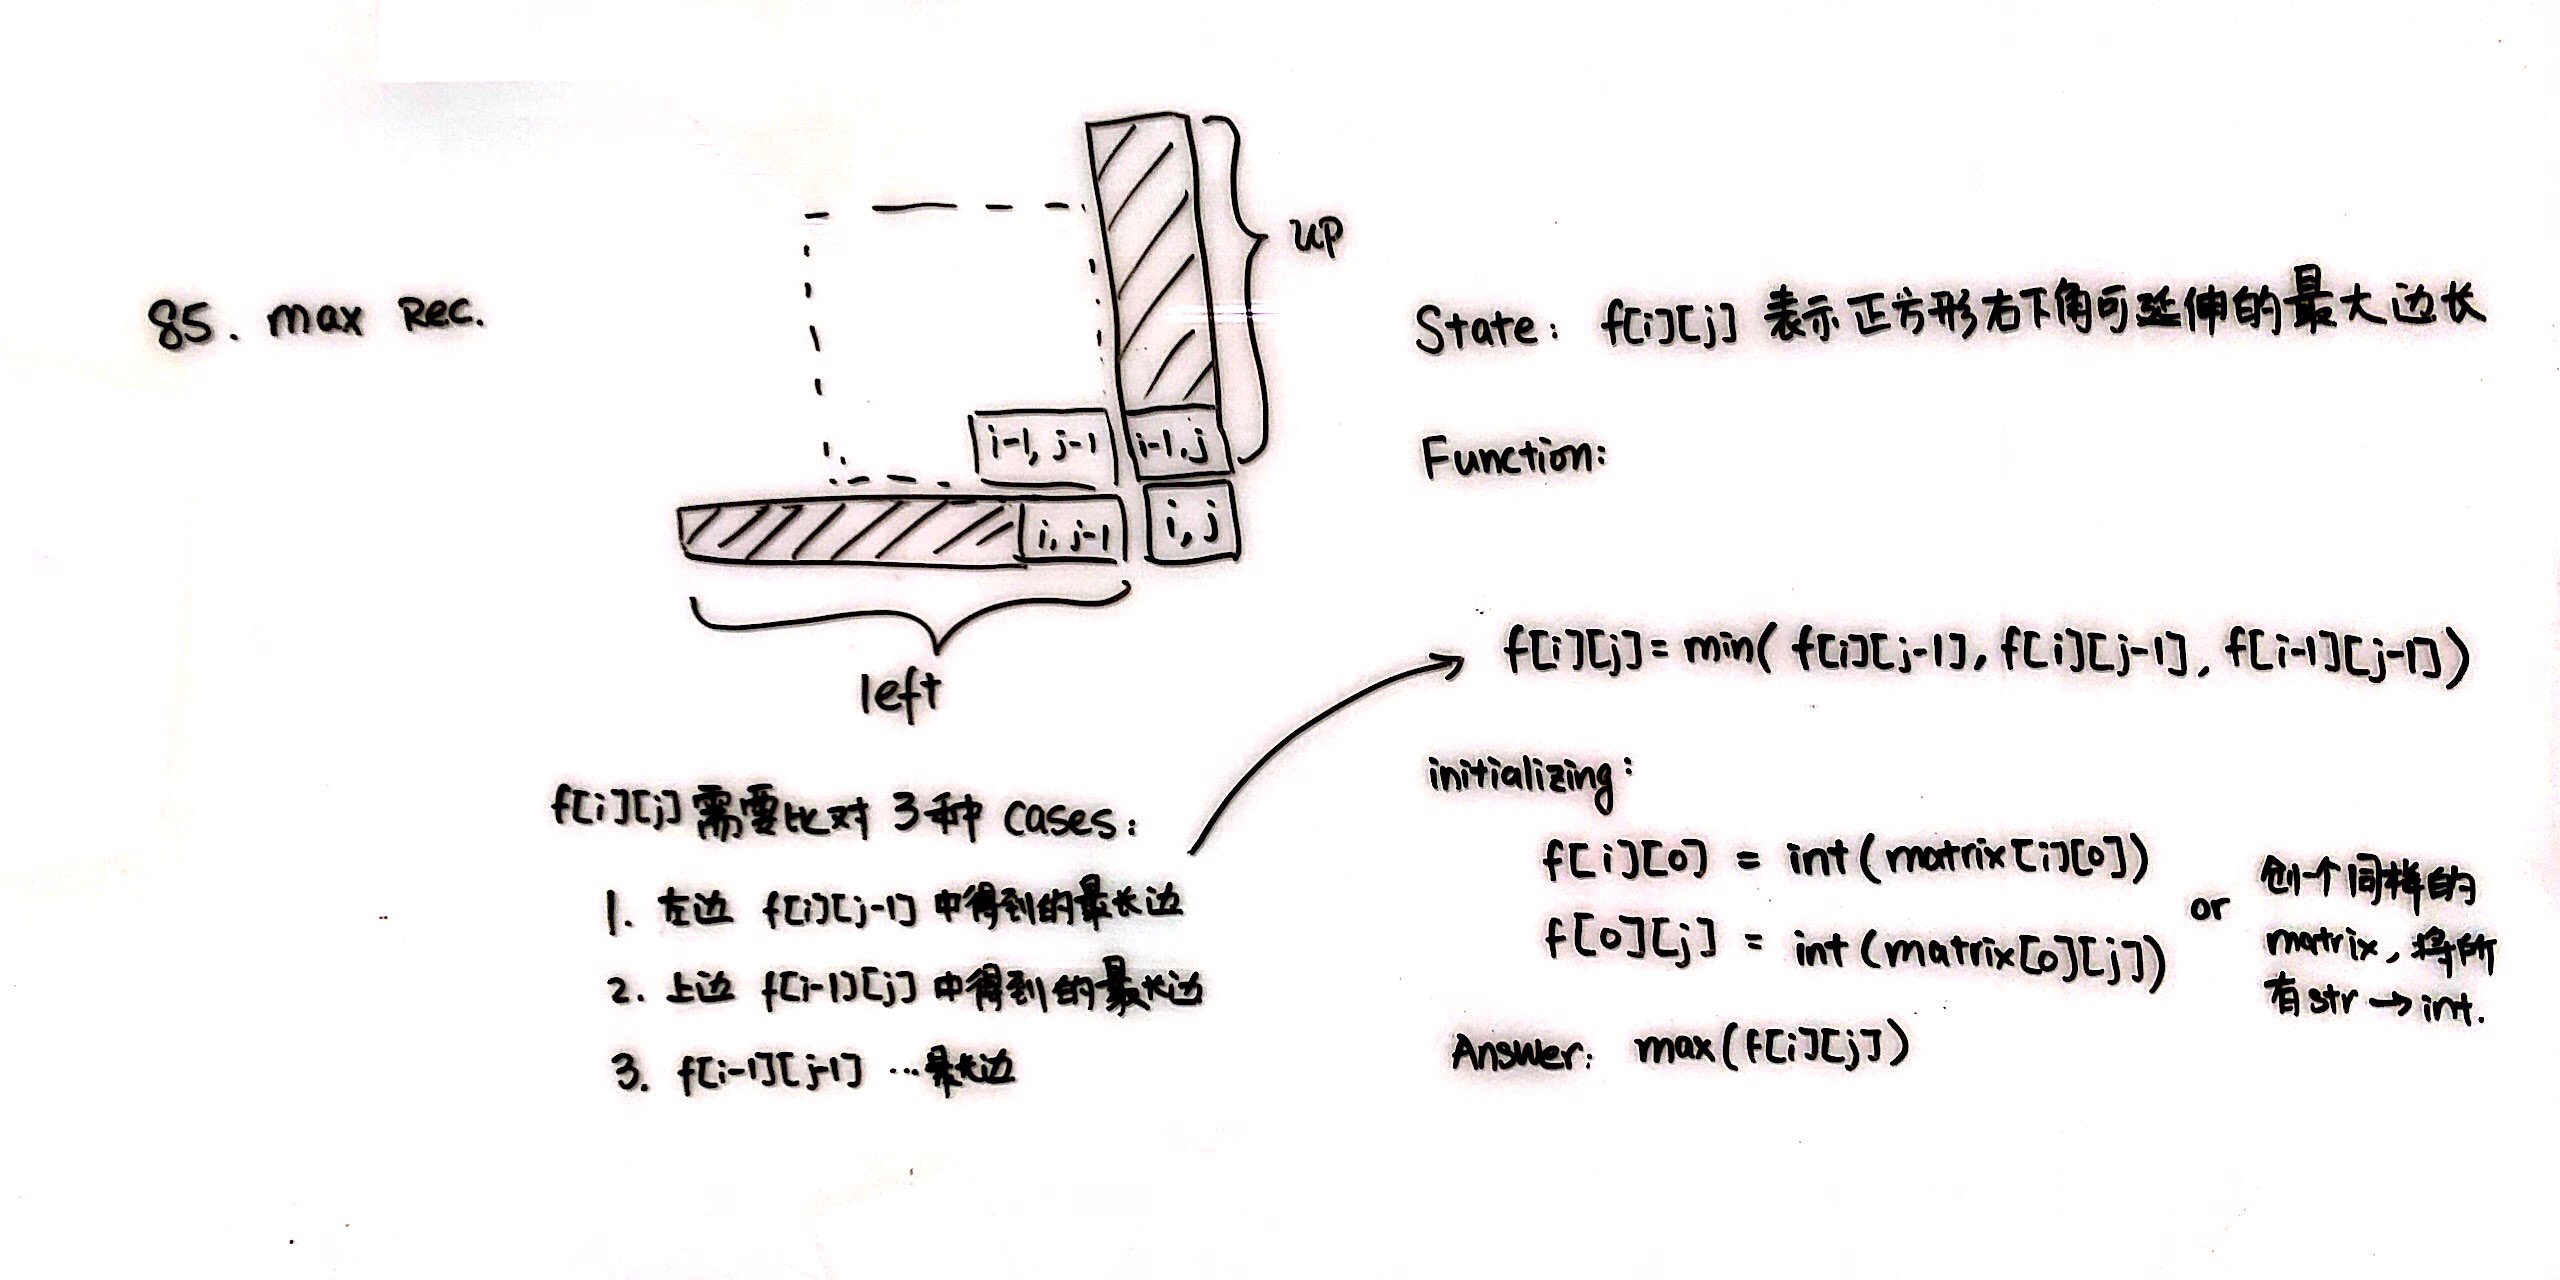 85. max Rec.
up
i-1, j-1
i-1, j
i, j-1
i, j
left
f[i][j] 需要比对 3种 cases:
1. 左边 f[i][j-1] 中得到的最长边
2. 上边 f[i-1][j] 中得到的最长边
3. f[i-1][j-1] ... 最长边
State: f[i][j] 表示正方形右下角可延伸的最大边长
Function:
f[i][j] = min( f[i][j-1], f[i][j-1], f[i-1][j-1])
initializing:
f[i][0] = int(matrix[i][0])
f[0][j] = int(matrix[0][j])
or
创个同样的
matrix, 将所
有str → int.
Answer: max(f[i][j])